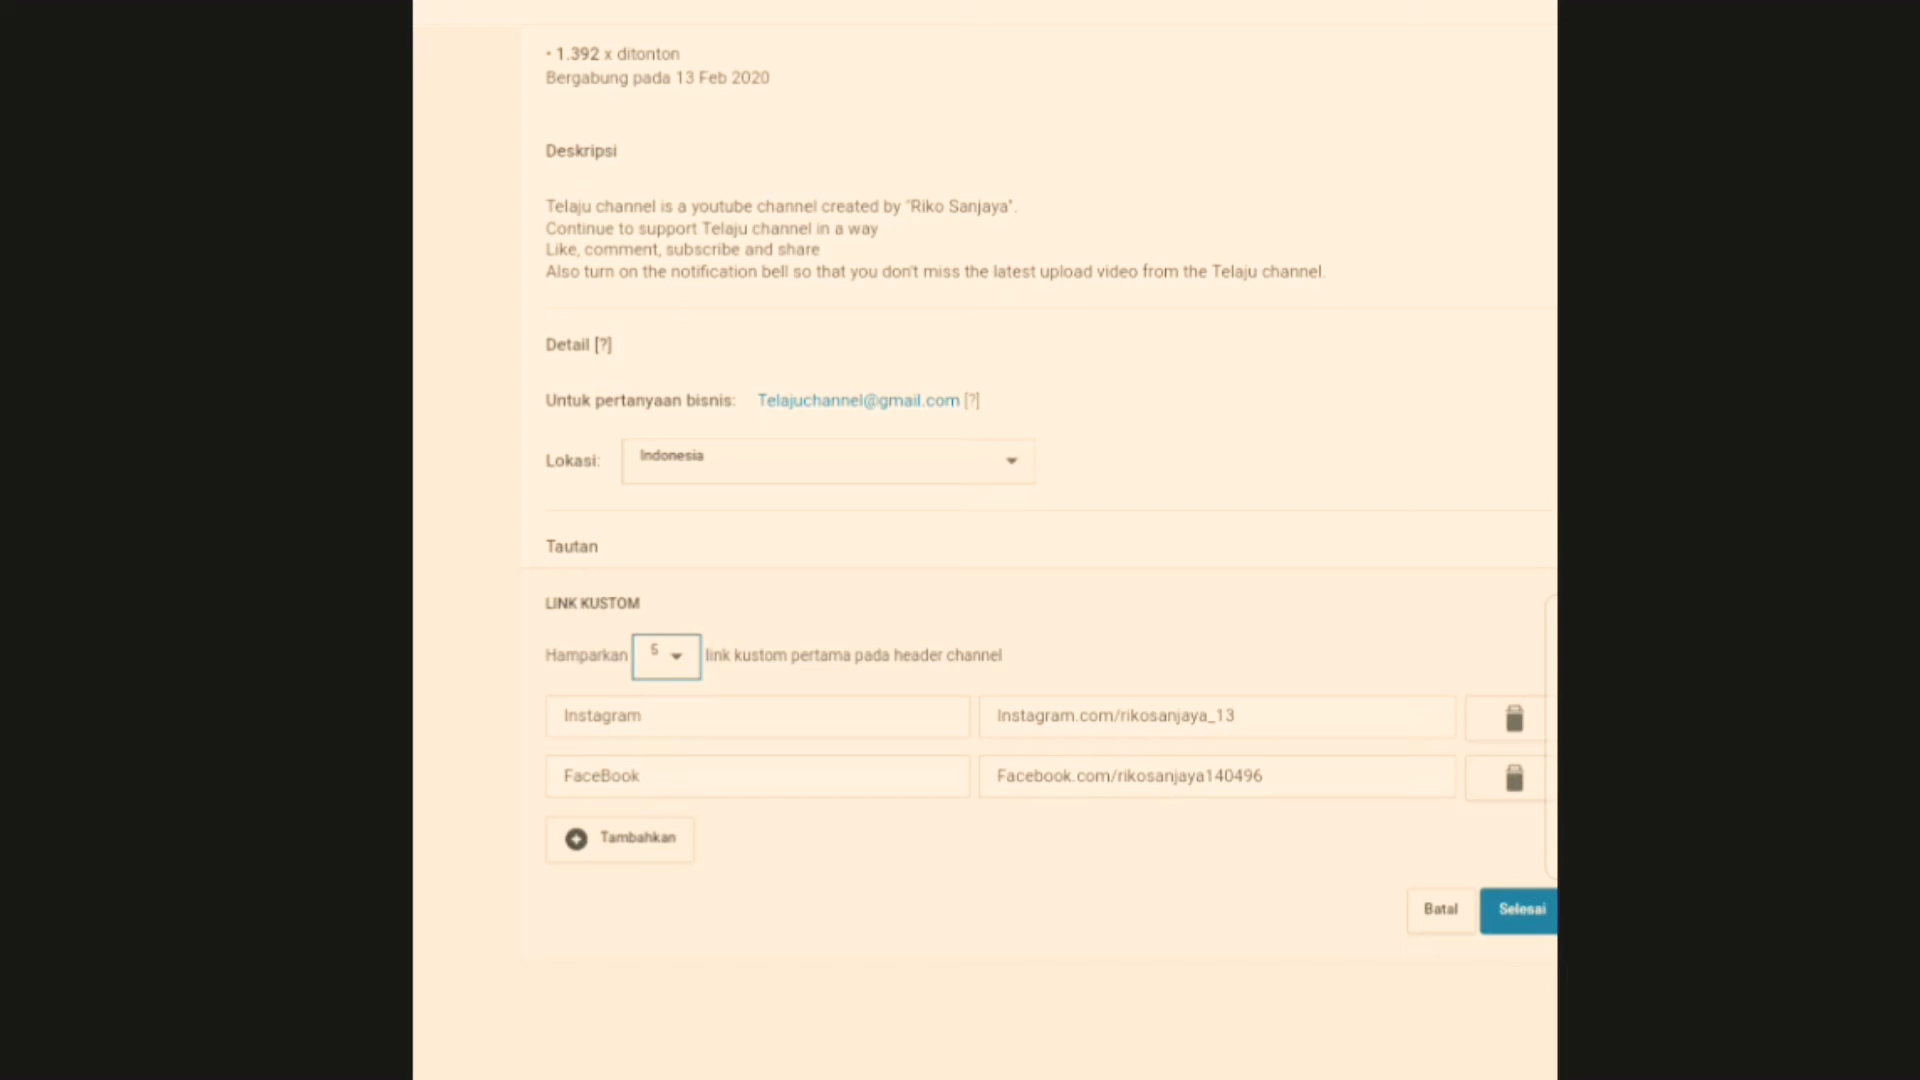 • 1.392 x ditonton
Bergabung pada 13 Feb 2020
Deskripsi
Telaju channel is a youtube channel created by "Riko Sanjaya".
Continue to support Telaju channel in a way
Like, comment, subscribe and share
Also turn on the notification bell so that you don't miss the latest upload video from the Telaju channel.
Detail [?]
Untuk pertanyaan bisnis: Telajuchannel@gmail.com [?]
Lokasi: Indonesia
Tautan
LINK KUSTOM
Hamparkan 5 link kustom pertama pada header channel
Instagram Instagram.com/rikosanjaya_13
FaceBook Facebook.com/rikosanjaya140496
Tambahkan
Batal Selesai